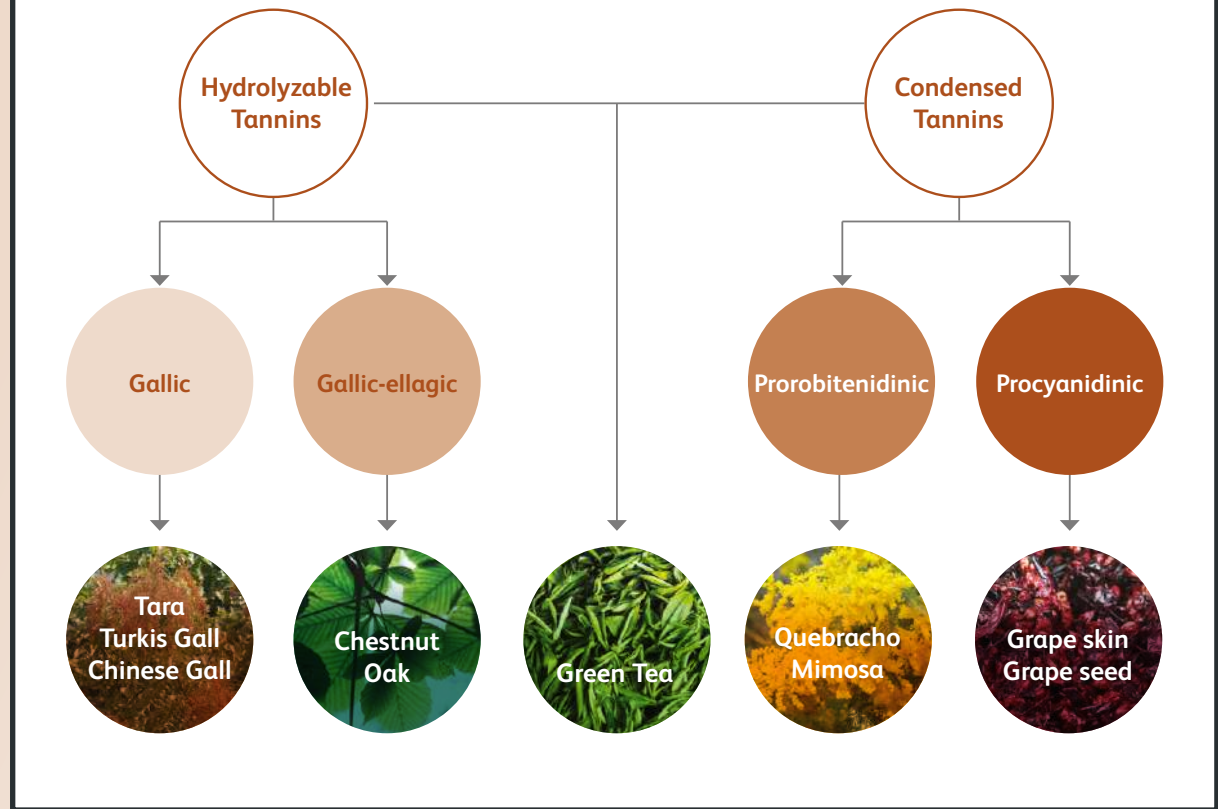 Hydrolyzable
Tannins
Condensed
Tannins
Gallic
Gallic-ellagic
Prorobitenidinic
Procyanidinic
Tara
Turkis Gall
Chinese Gall
Chestnut
Oak
Green Tea
Quebracho
Mimosa
Grape skin
Grape seed